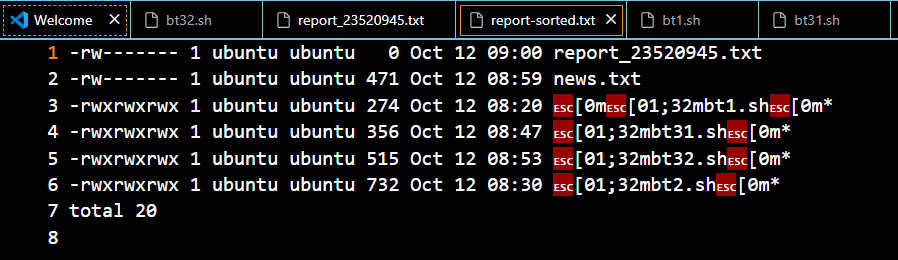 Welcome bt32.sh report_23520945.txt report-sorted.txt bt1.sh bt31.sh
1 -rw------- 1 ubuntu ubuntu   0 Oct 12 09:00 report_23520945.txt
2 -rw------- 1 ubuntu ubuntu 471 Oct 12 08:59 news.txt
3 -rwxrwxrwx 1 ubuntu ubuntu 274 Oct 12 08:20 ESC[0mESC[01;32mbt1.shESC[0m*
4 -rwxrwxrwx 1 ubuntu ubuntu 356 Oct 12 08:47 ESC[01;32mbt31.shESC[0m*
5 -rwxrwxrwx 1 ubuntu ubuntu 515 Oct 12 08:53 ESC[01;32mbt32.shESC[0m*
6 -rwxrwxrwx 1 ubuntu ubuntu 732 Oct 12 08:30 ESC[01;32mbt2.shESC[0m*
7 total 20
8